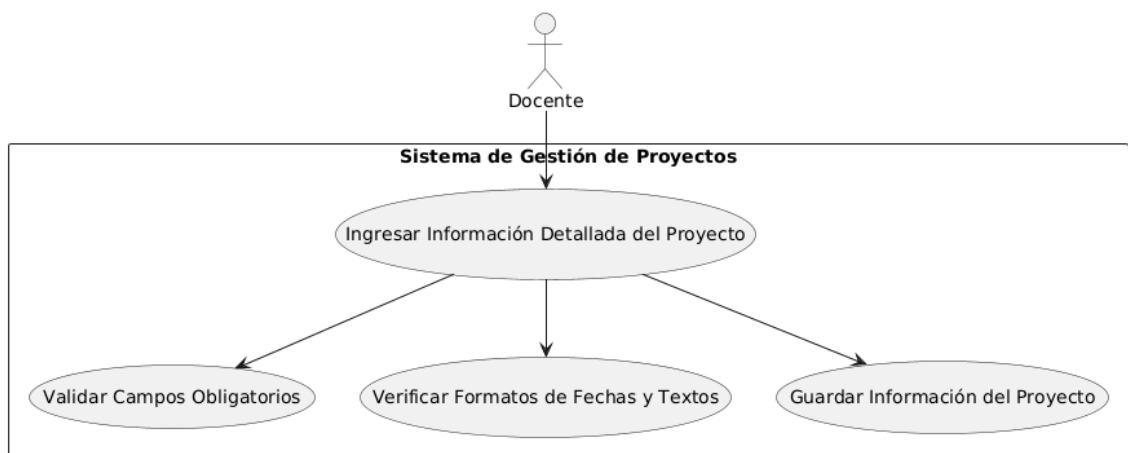 Docente
Sistema de Gestión de Proyectos
Ingresar Información Detallada del Proyecto
Validar Campos Obligatorios
Verificar Formatos de Fechas y Textos
Guardar Información del Proyecto